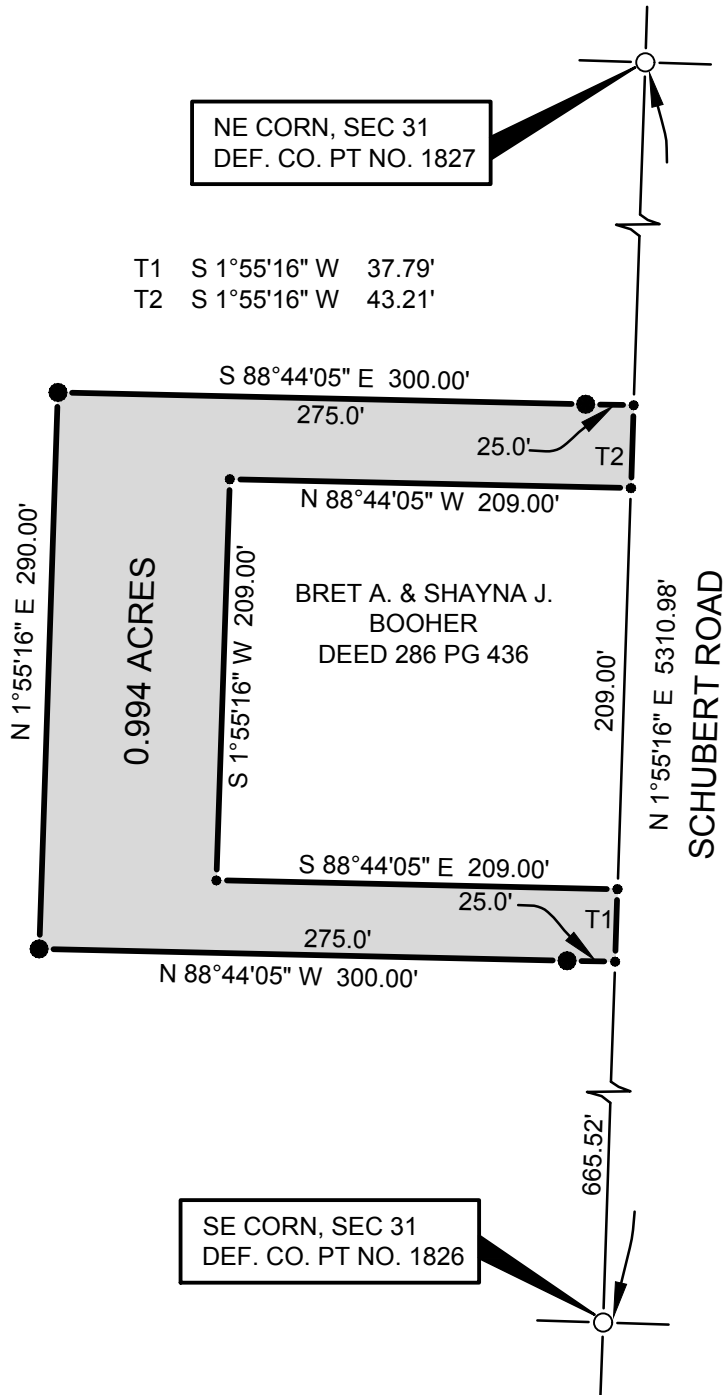 NE CORN, SEC 31
DEF. CO. PT NO. 1827
T1 S 1°55'16" W 37.79'
T2 S 1°55'16" W 43.21'
S 88°44'05" E 300.00'
275.0'
25.0'
T2
N 88°44'05" W 209.00'
N 1°55'16" E 290.00'
0.994 ACRES
S 1°55'16" W 209.00'
BRET A. & SHAYNA J.
BOOHER
DEED 286 PG 436
209.00'
N 1°55'16" E 5310.98'
SCHUBERT ROAD
S 88°44'05" E 209.00'
25.0'
T1
275.0'
N 88°44'05" W 300.00'
665.52'
SE CORN, SEC 31
DEF. CO. PT NO. 1826